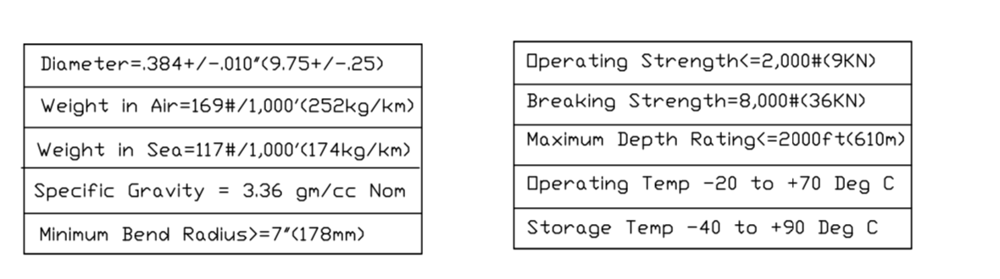 Diameter=.384+/-.010"(9.75+/-.25)
Weight in Air=169#/1,000'(252kg/km)
Weight in Sea=117#/1,000'(174kg/km)
Specific Gravity = 3.36 gm/cc Nom
Minimum Bend Radius>=7"(178mm)
Operating Strength<=2,000#(9KN)
Breaking Strength=8,000#(36KN)
Maximum Depth Rating<=2000ft(610m)
Operating Temp -20 to +70 Deg C
Storage Temp -40 to +90 Deg C